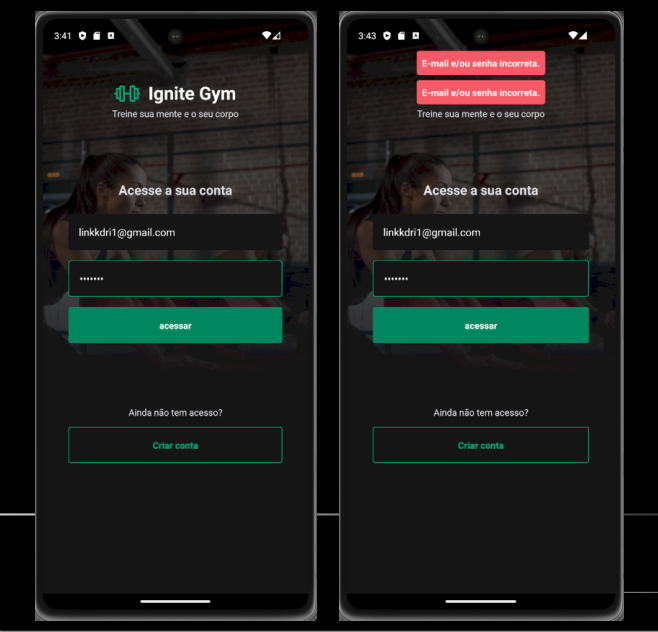 3:41
Ignite Gym
Treine sua mente e o seu corpo
Acesse a sua conta
linkkdri1@gmail.com
•••••••
acessar
Ainda não tem acesso?
Criar conta
3:43
E-mail e/ou senha incorreta.
E-mail e/ou senha incorreta.
Treine sua mente e o seu corpo
Acesse a sua conta
linkkdri1@gmail.com
•••••••
acessar
Ainda não tem acesso?
Criar conta